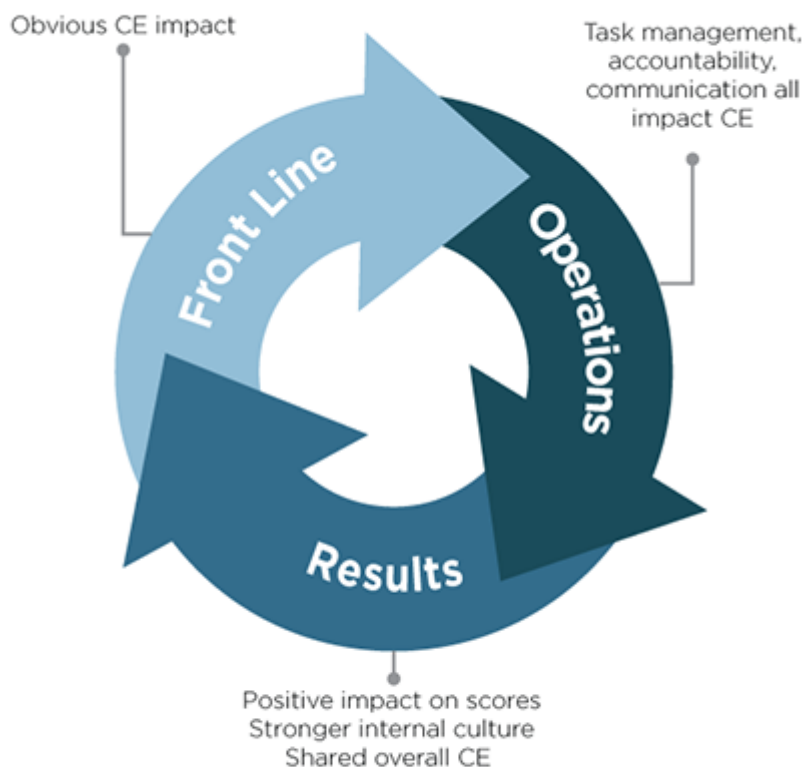 Obvious CE impact
Task management,
accountability,
communication all
impact CE
Front Line
Operations
Results
Positive impact on scores
Stronger internal culture
Shared overall CE